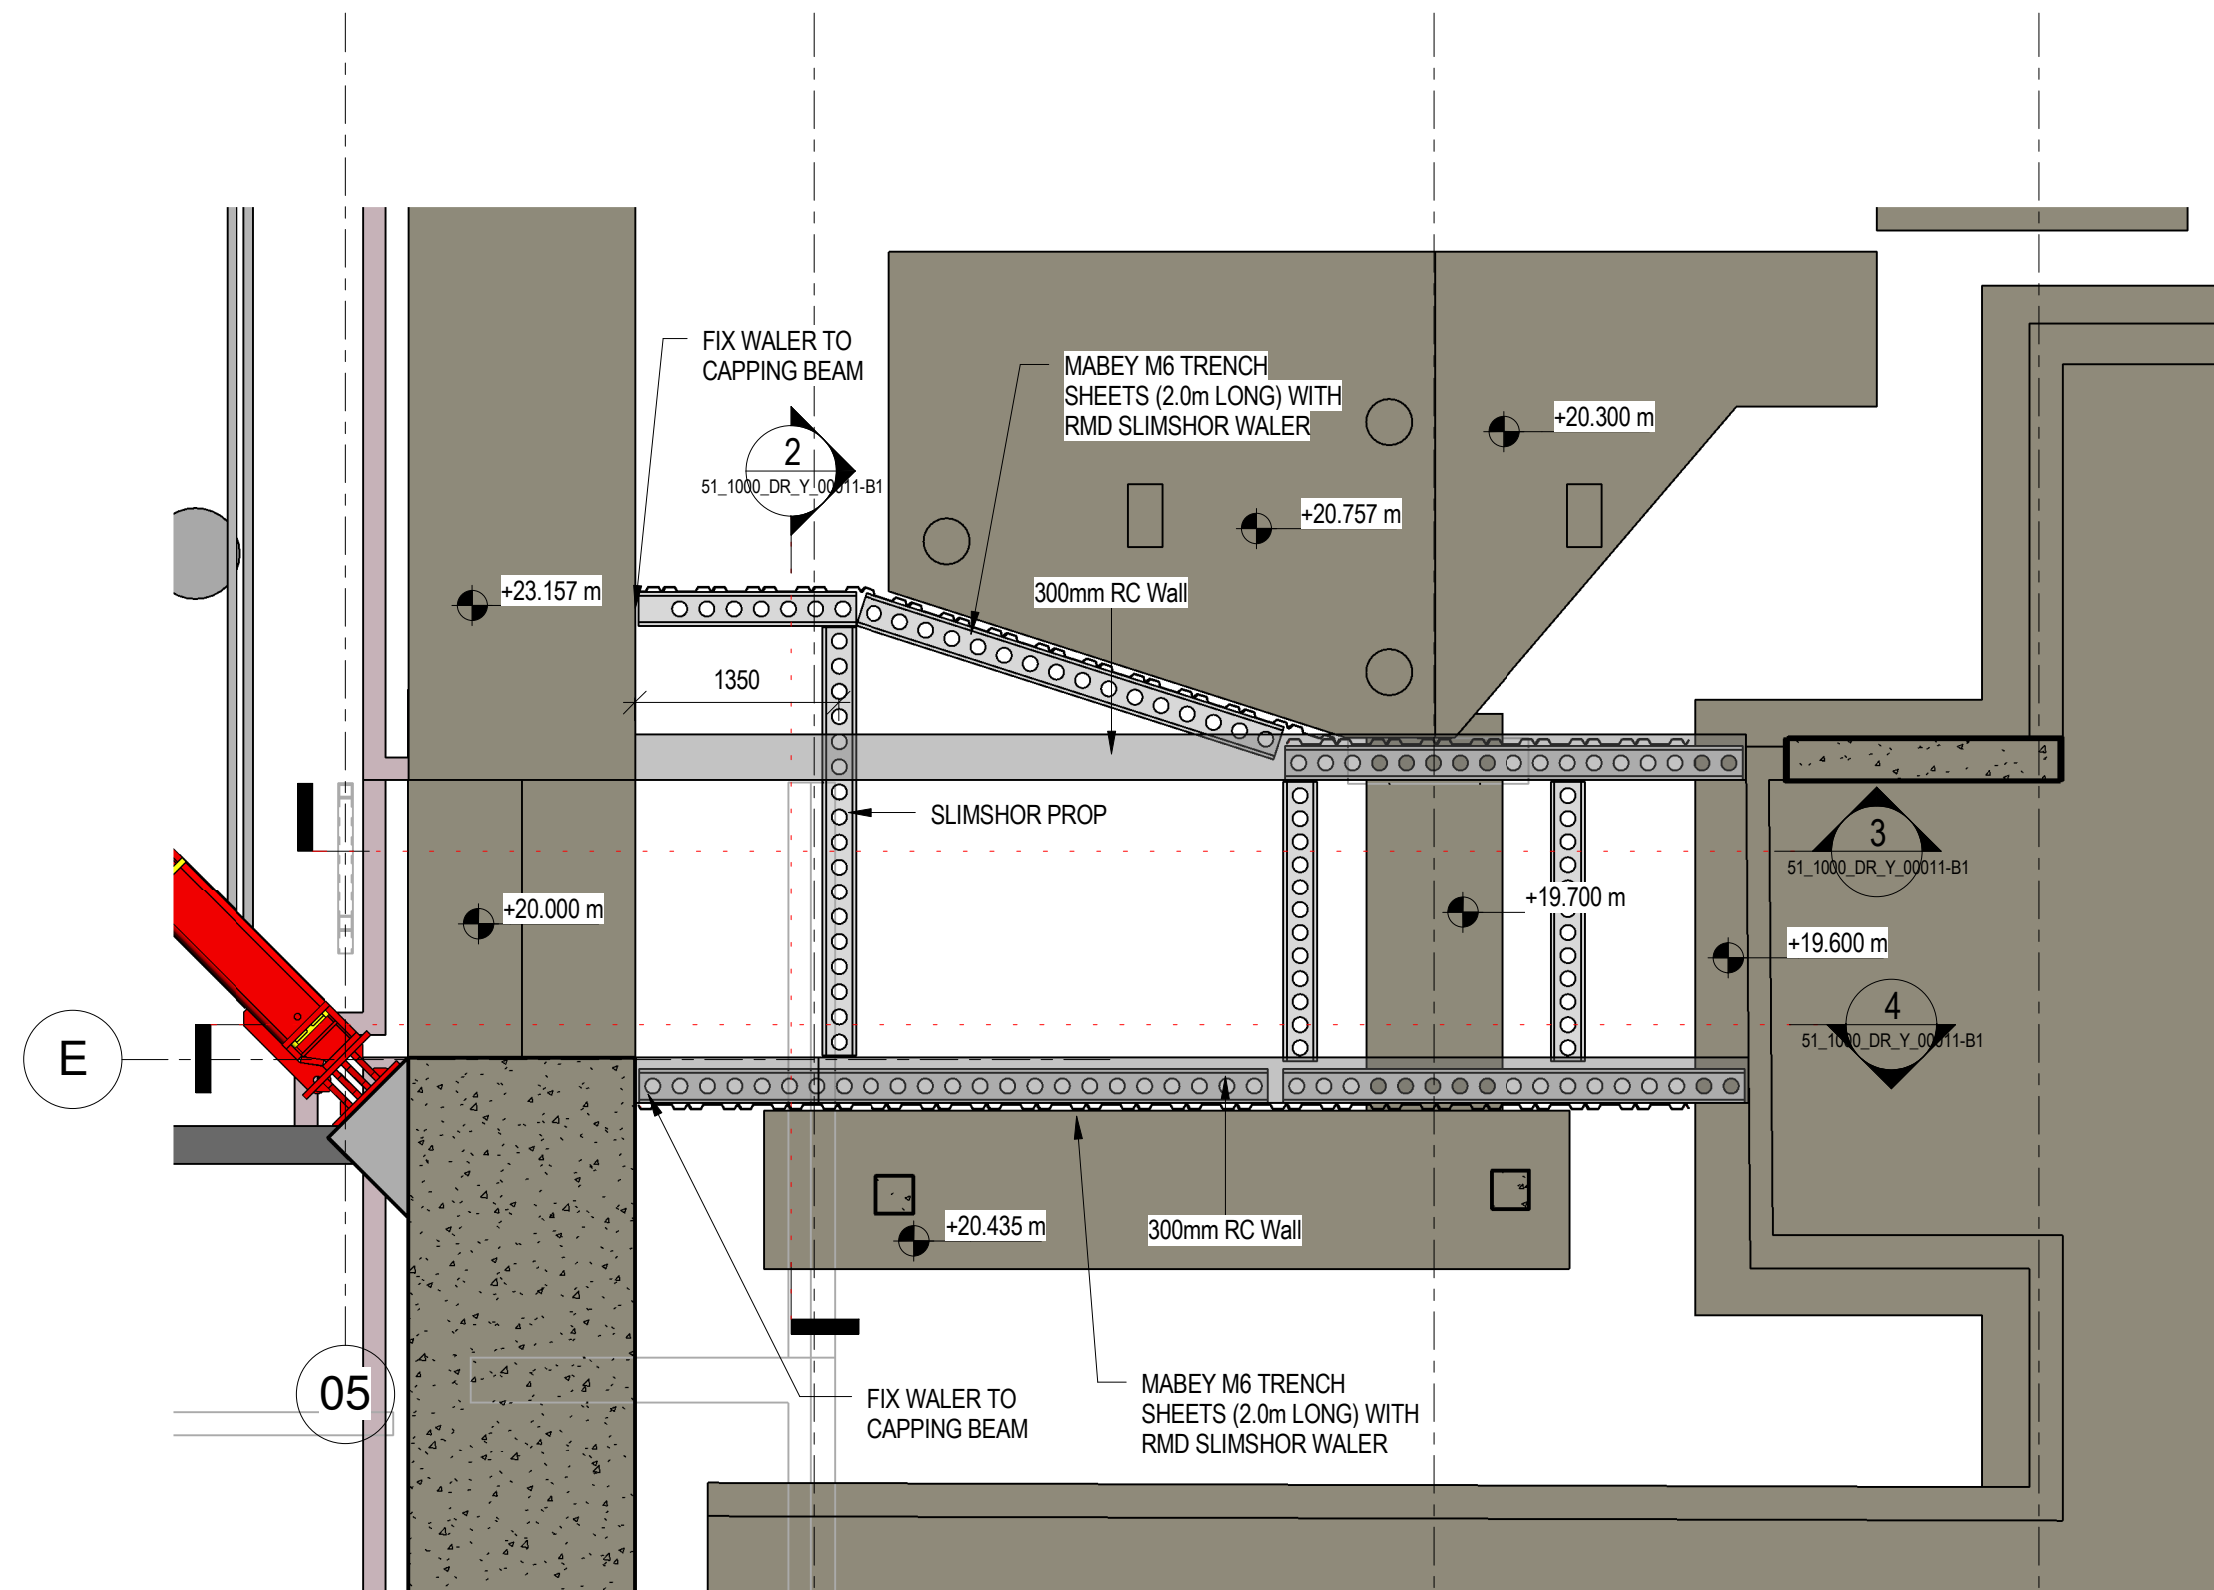 FIX WALER TO
CAPPING BEAM
MABEY M6 TRENCH
SHEETS (2.0m LONG) WITH
RMD SLIMSHOR WALER
+20.300 m
2
51_1000_DR_Y_00011-B1
+20.757 m
+23.157 m
300mm RC Wall
1350
SLIMSHOR PROP
3
51_1000_DR_Y_00011-B1
+20.000 m
+19.700 m
+19.600 m
4
51_1000_DR_Y_00011-B1
E
+20.435 m
300mm RC Wall
05
FIX WALER TO
CAPPING BEAM
MABEY M6 TRENCH
SHEETS (2.0m LONG) WITH
RMD SLIMSHOR WALER